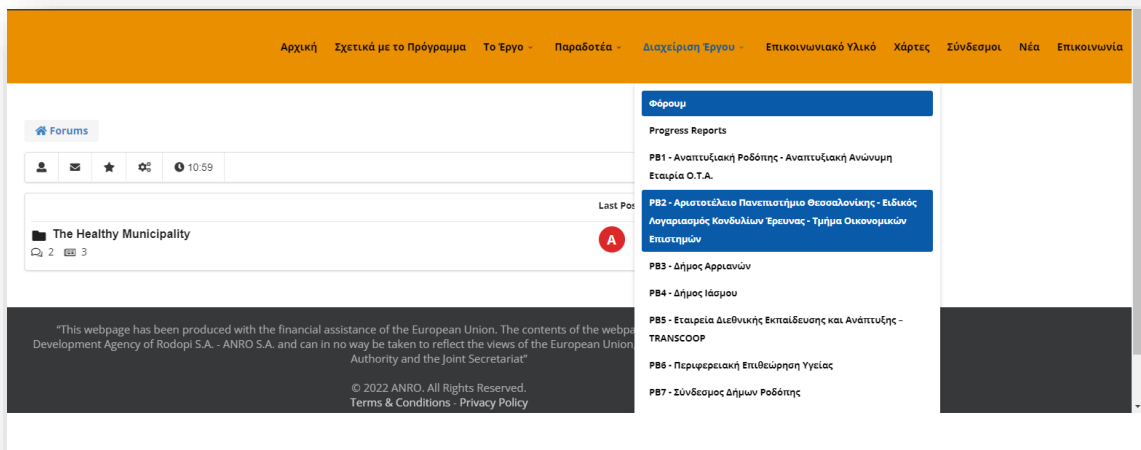 Αρχική Σχετικά με το Πρόγραμμα Το Έργο Παραδοτέα Διαχείριση Έργου Επικοινωνιακό Υλικό Χάρτες Σύνδεσμοι Νέα Επικοινωνία
Φόρουμ
Progress Reports
PB1 - Αναπτυξιακή Ροδόπης - Αναπτυξιακή Ανώνυμη
Εταιρία Ο.Τ.Α.
PB2 - Αριστοτέλειο Πανεπιστήμιο Θεσσαλονίκης - Ειδικός
Λογαριασμός Κονδυλίων Έρευνας - Τμήμα Οικονομικών
Επιστημών
PB3 - Δήμος Αρριανών
PB4 - Δήμος Ιάσμου
PB5 - Εταιρεία Διεθνικής Εκπαίδευσης και Ανάπτυξης –
TRANSCOOP
PB6 - Περιφερειακή Επιθεώρηση Υγείας
PB7 - Σύνδεσμος Δήμων Ροδόπης
Forums
10:59
Last Pos
The Healthy Municipality
A
2 3
“This webpage has been produced with the financial assistance of the European Union. The contents of the webpa
Development Agency of Rodopi S.A. - ANRO S.A. and can in no way be taken to reflect the views of the European Union,
Authority and the Joint Secretariat”
© 2022 ANRO. All Rights Reserved.
Terms & Conditions - Privacy Policy